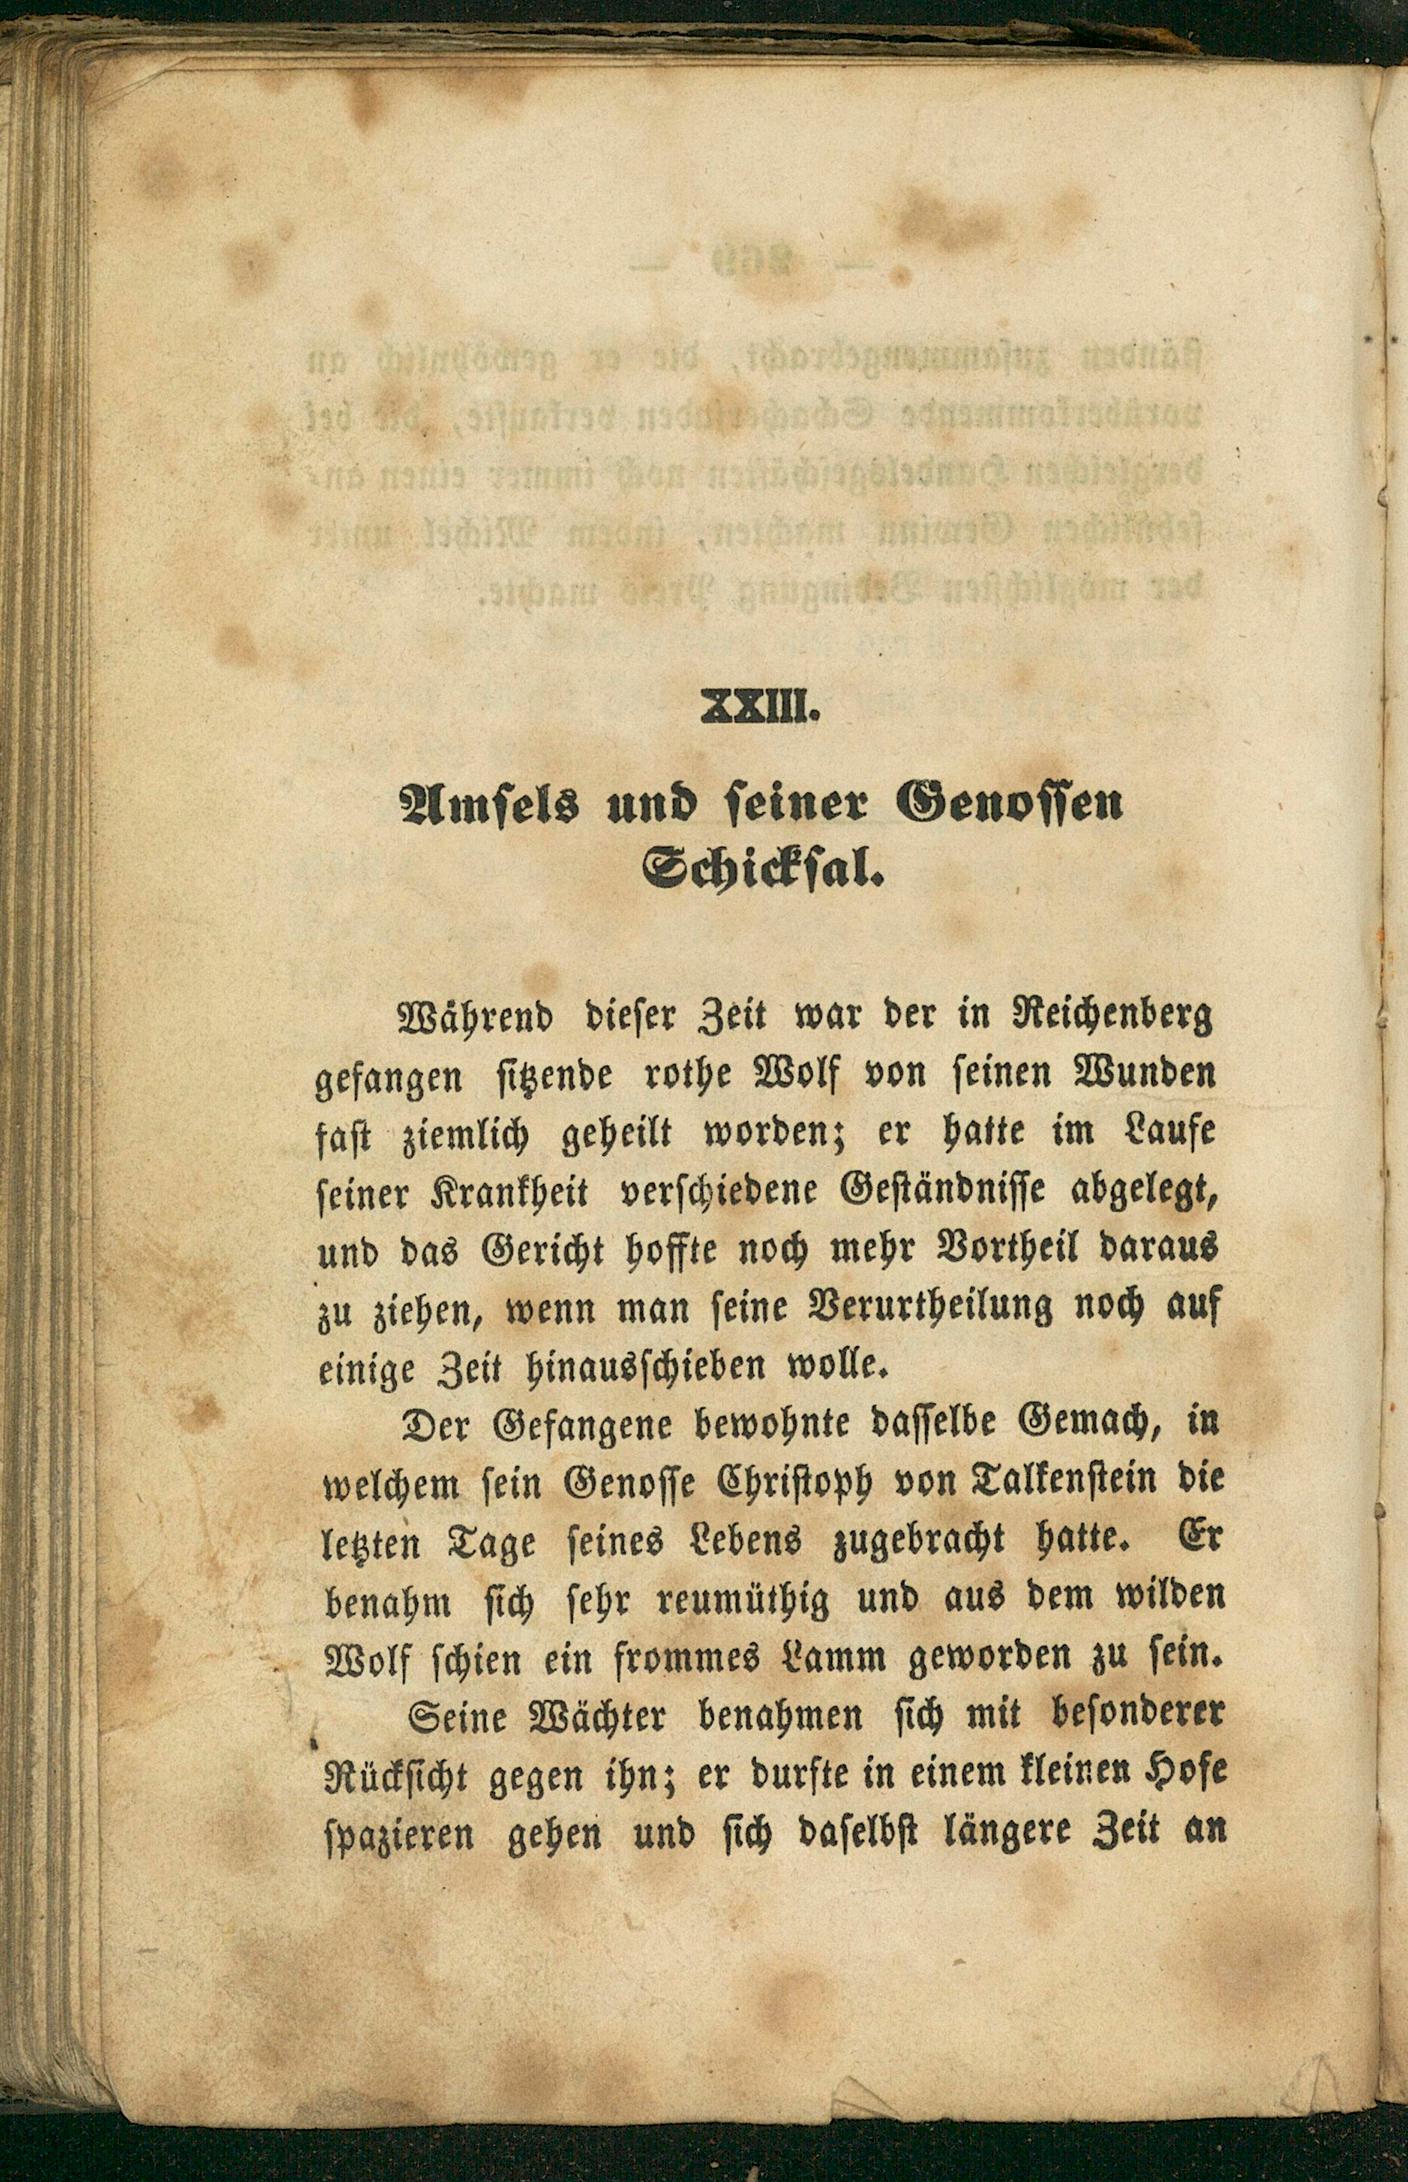 XXIII.
Amsels und seiner Genossen
Schicksal.
Während dieser Zeit war der in Reichenberg
gefangen sitzende rothe Wolf von seinen Wunden
fast ziemlich geheilt worden; er hatte im Laufe
seiner Krankheit verschiedene Geständnisse abgelegt,
und das Gericht hoffte noch mehr Vortheil daraus
zu ziehen, wenn man seine Verurtheilung noch auf
einige Zeit hinausschieben wolle.
Der Gefangene bewohnte dasselbe Gemach, in
welchem sein Genosse Christoph von Talkenstein die
letzten Tage seines Lebens zugebracht hatte. Er
benahm sich sehr reumüthig und aus dem wilden
Wolf schien ein frommes Lamm geworden zu sein.
Seine Wächter benahmen sich mit besonderer
Rücksicht gegen ihn; er durfte in einem kleinen Hofe
spazieren gehen und sich daselbst längere Zeit an